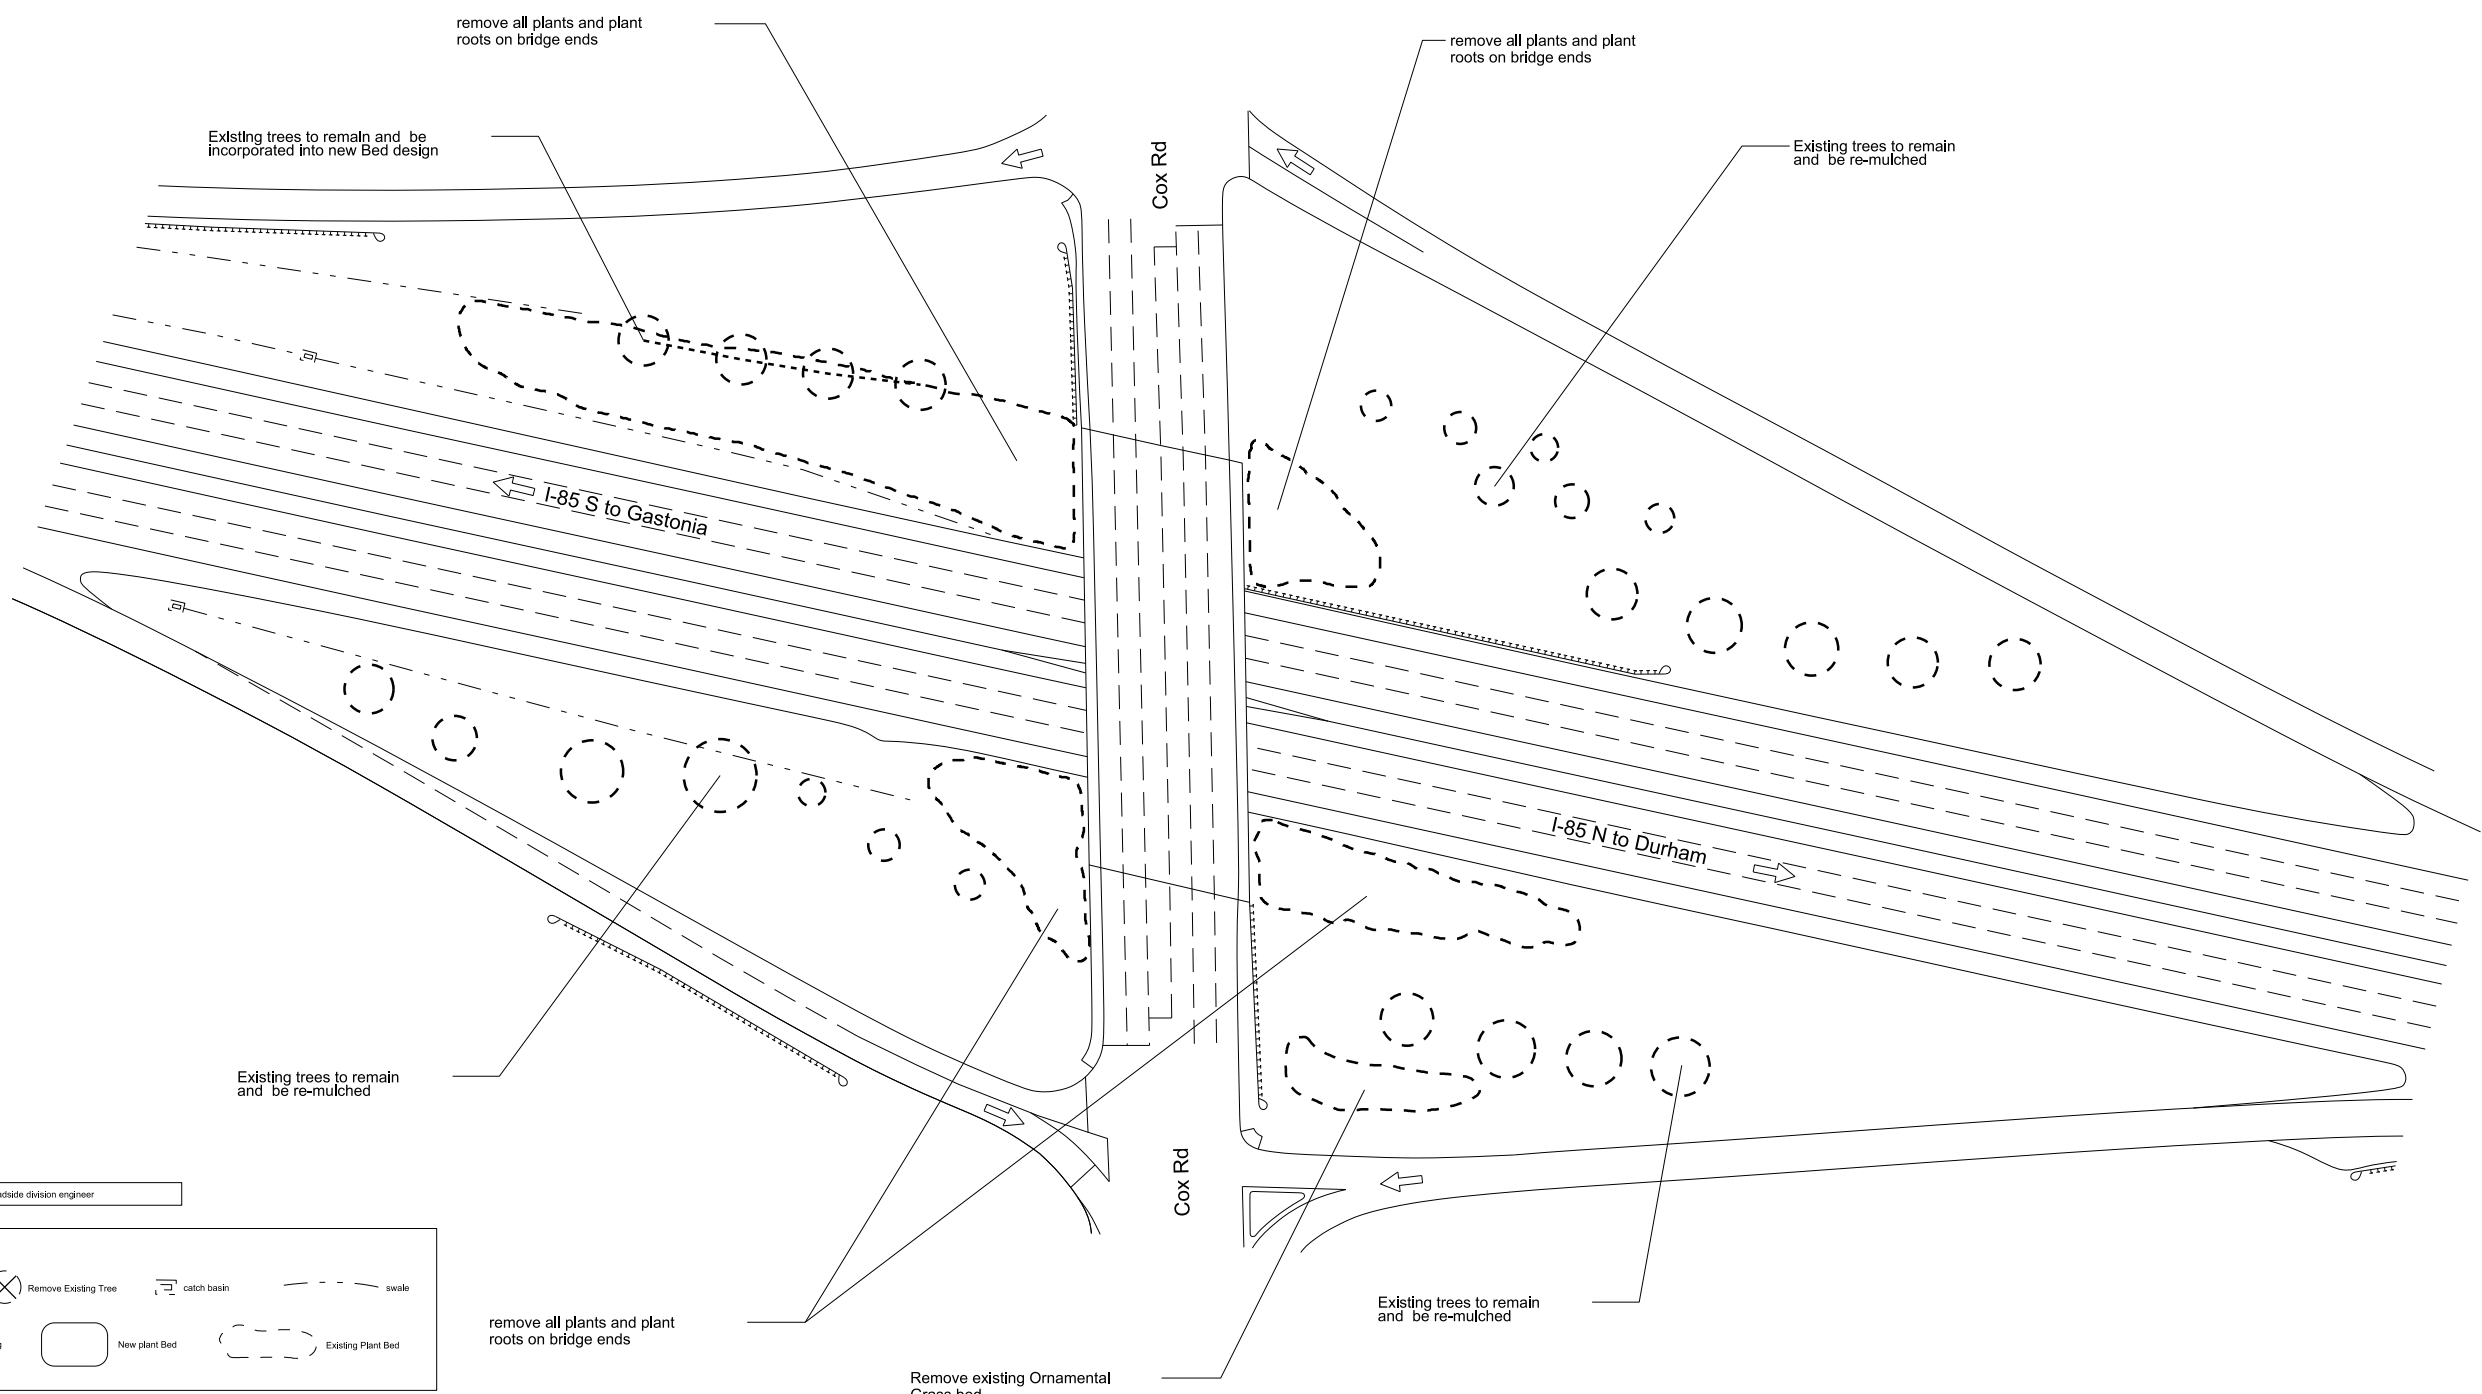 remove all plants and plant
roots on bridge ends
remove all plants and plant
roots on bridge ends
Existing trees to remain and be
incorporated into new Bed design
Existing trees to remain
and be re-mulched
Cox Rd
I-85 S to Gastonia
I-85 N to Durham
Existing trees to remain
and be re-mulched
Cox Rd
division engineer
Remove Existing Tree
catch basin
swale
New plant Bed
Existing Plant Bed
remove all plants and plant
roots on bridge ends
Existing trees to remain
and be re-mulched
Remove existing Ornamental
Grass bed